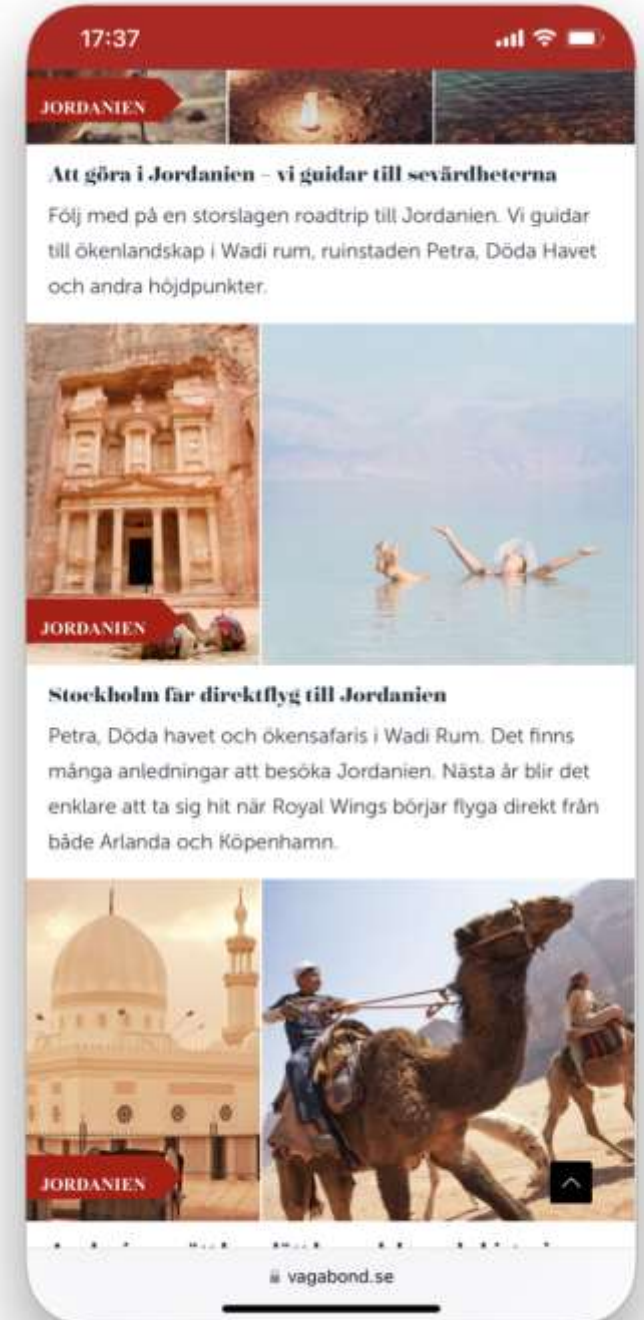 17:37
JORDANIEN
Att göra i Jordanien – vi guidar till sevärdheterna
Följ med på en storslagen roadtrip till Jordanien. Vi guidar
till ökenlandskap i Wadi rum, ruinstaden Petra, Döda Havet
och andra höjdpunkter.
JORDANIEN
Stockholm får direktflyg till Jordanien
Petra, Döda havet och ökensafaris i Wadi Rum. Det finns
många anledningar att besöka Jordanien. Nästa år blir det
enklare att ta sig hit när Royal Wings börjar flyga direkt från
både Arlanda och Köpenhamn.
JORDANIEN
vagabond.se